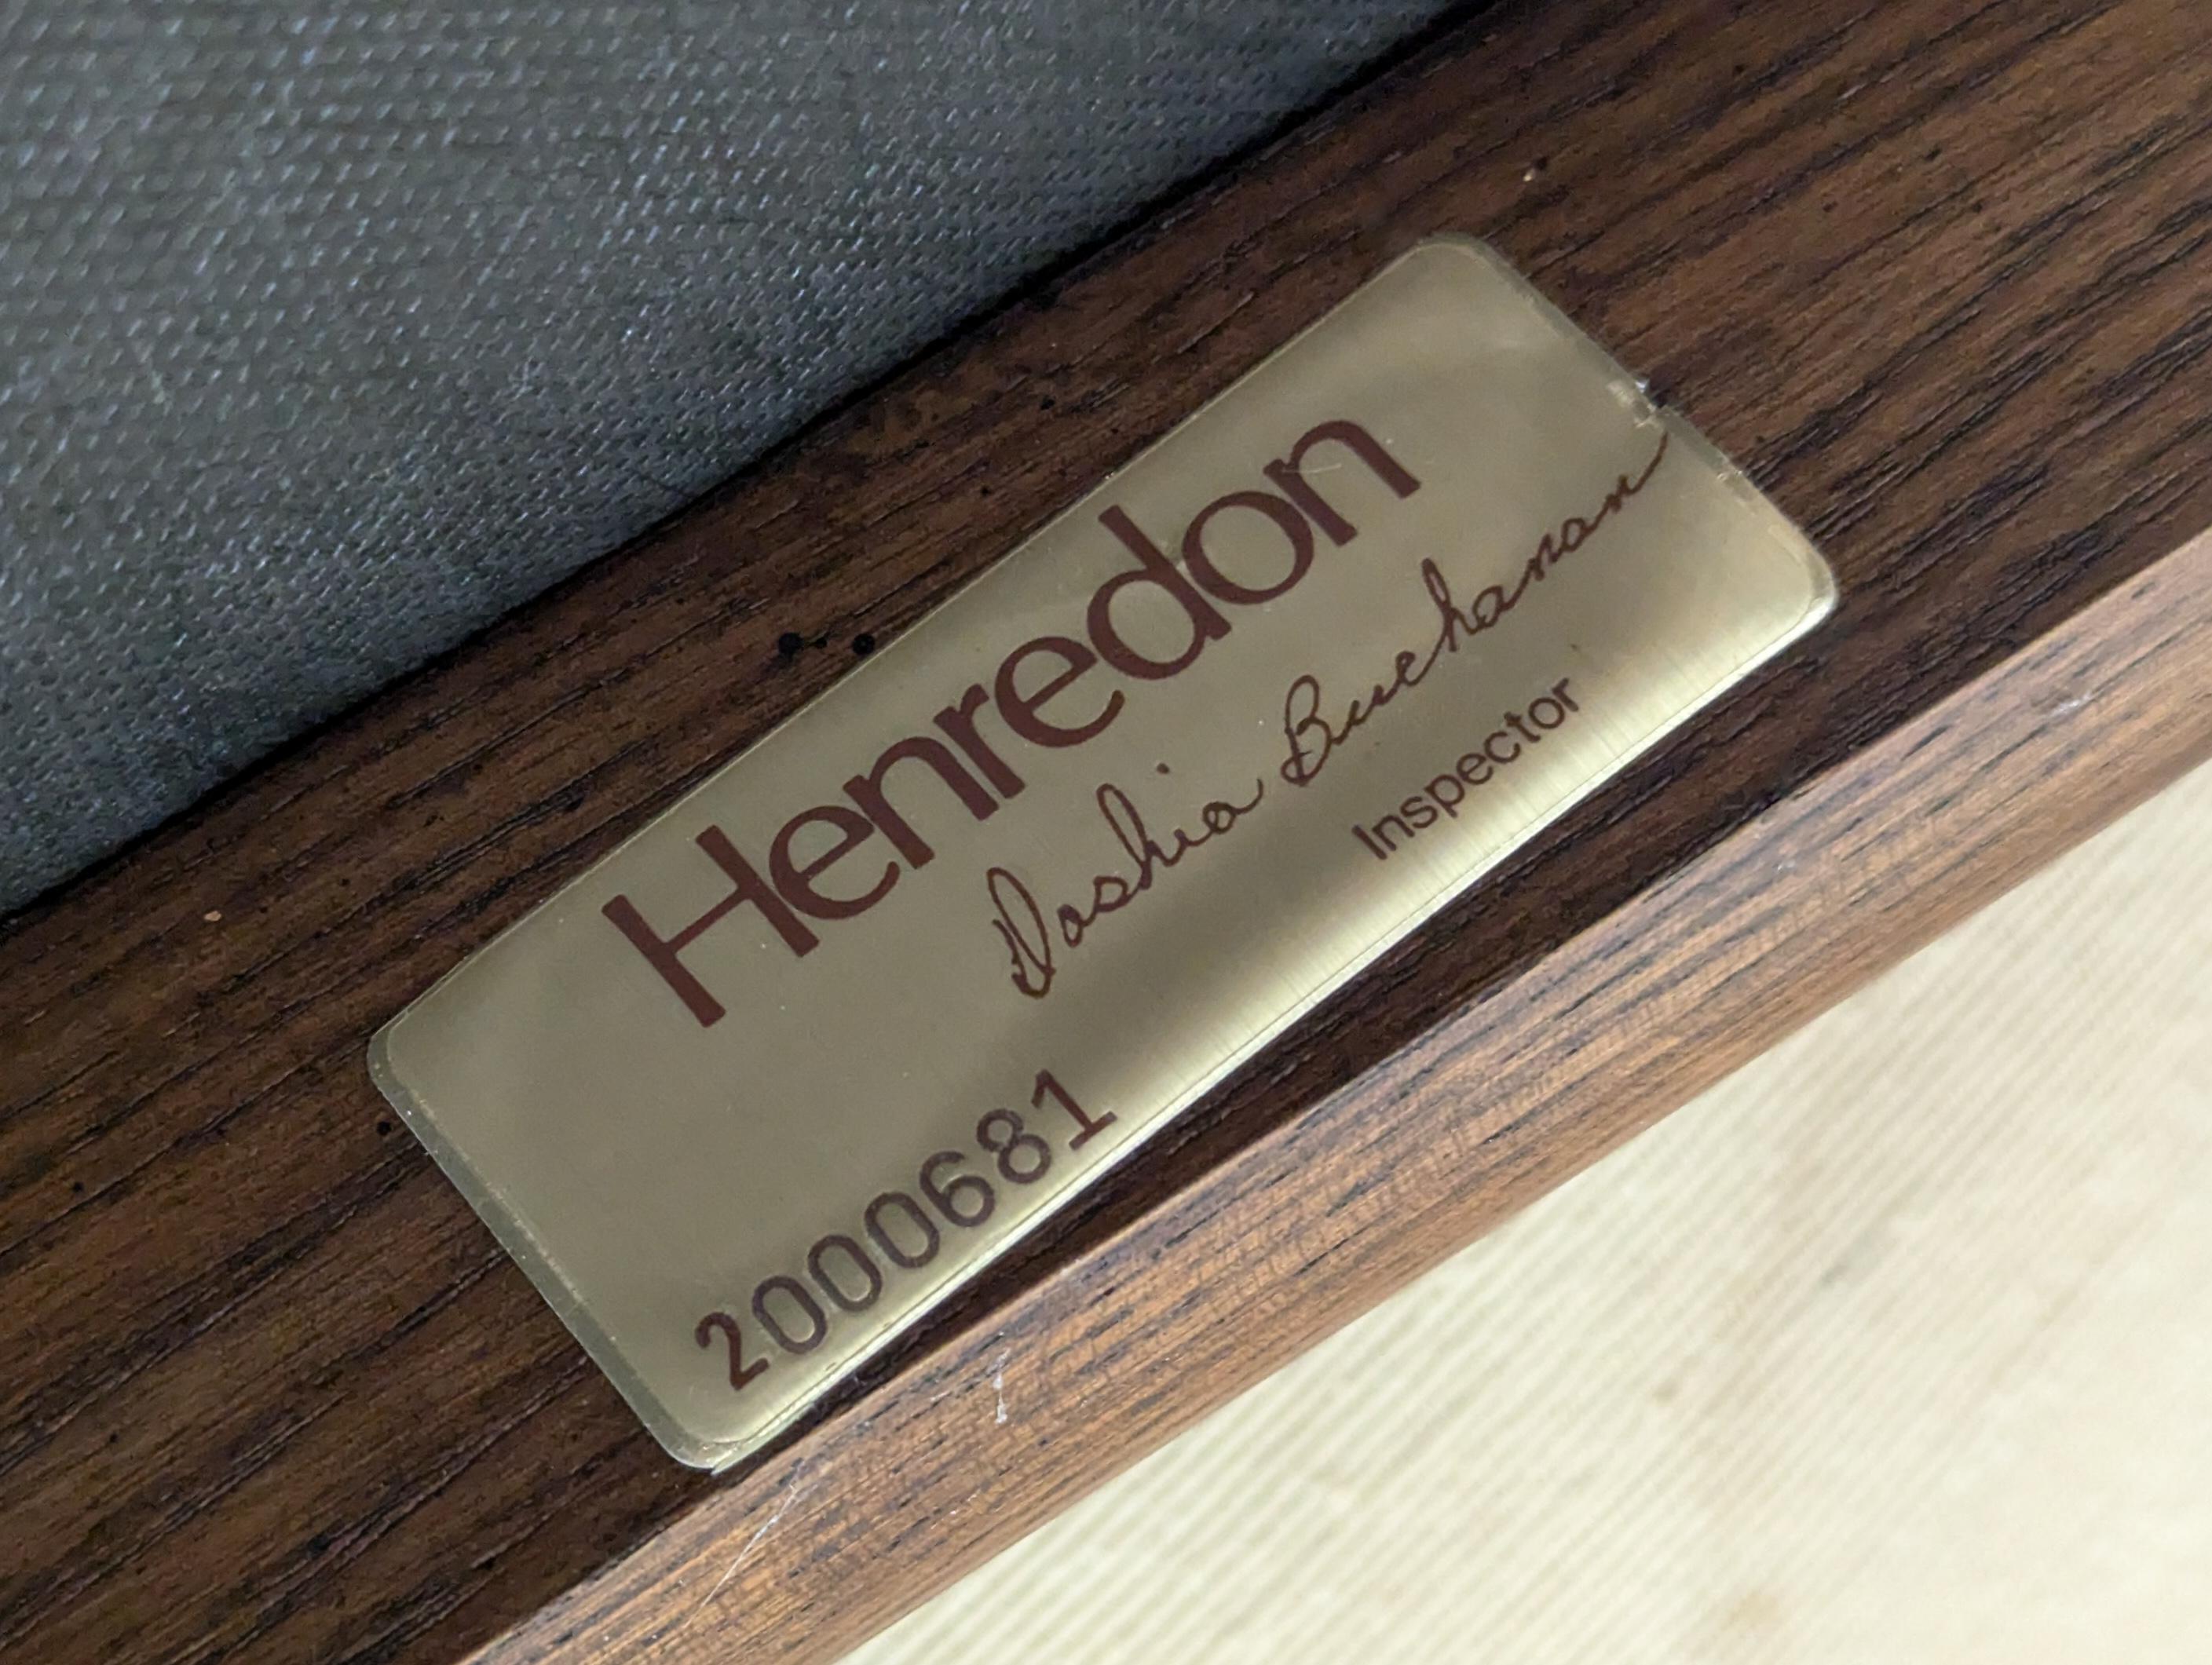 Henredon
Dashia Buchanan
Inspector
2000681